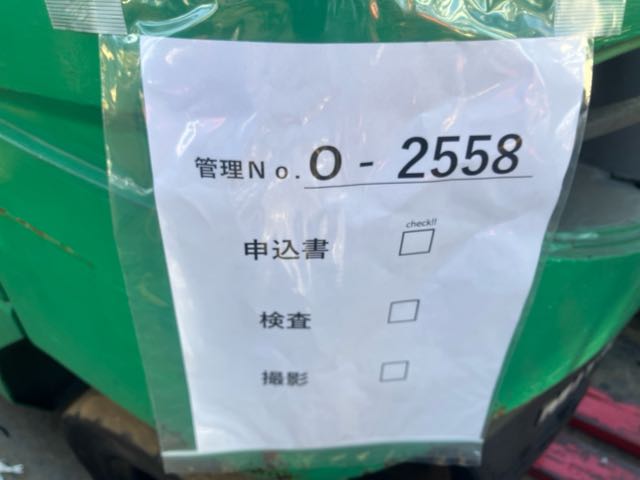 管理No. O - 2558
check!!
申込書 □
検査 □
撮影 □